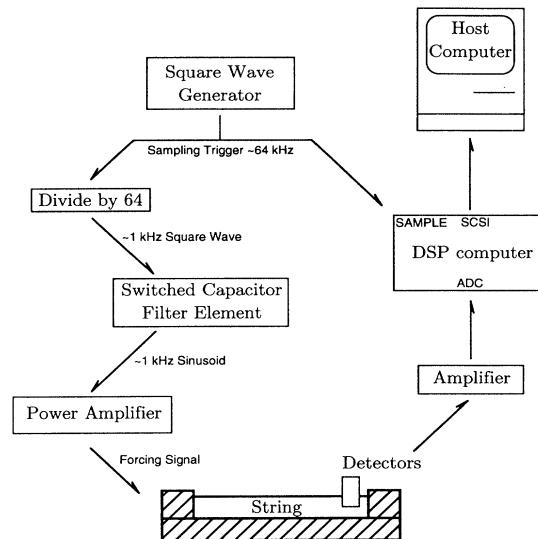 Host
Computer
Square Wave
Generator
Sampling Trigger ~64 kHz
Divide by 64
SAMPLE SCSI
DSP computer
ADC
~1 kHz Square Wave
Switched Capacitor
Filter Element
~1 kHz Sinusoid
Amplifier
Power Amplifier
Forcing Signal
Detectors
String